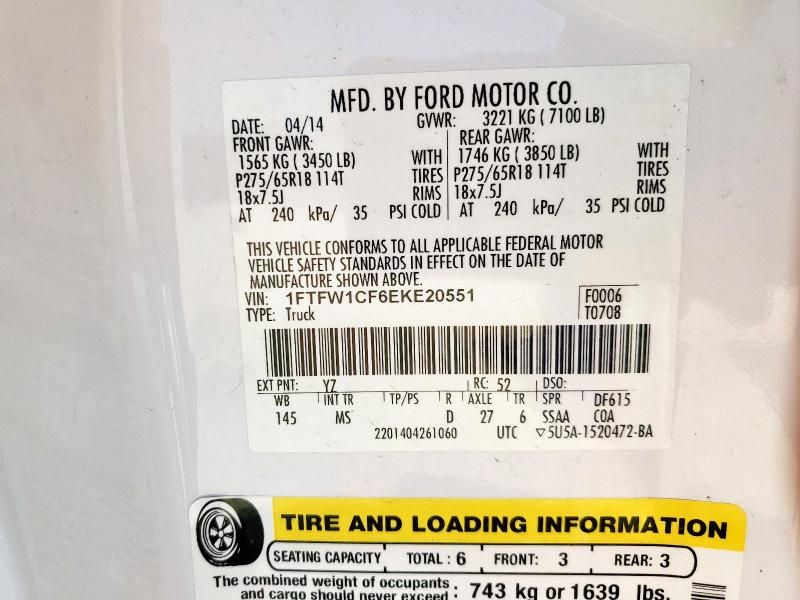 MFD. BY FORD MOTOR CO.
DATE: 04/14 GVWR: 3221 KG ( 7100 LB)
FRONT GAWR: REAR GAWR:
1565 KG ( 3450 LB) WITH 1746 KG ( 3850 LB) WITH
P275/65R18 114T TIRES P275/65R18 114T TIRES
18x7.5J RIMS 18x7.5J RIMS
AT 240 kPa/ 35 PSI COLD AT 240 kPa/ 35 PSI COLD
THIS VEHICLE CONFORMS TO ALL APPLICABLE FEDERAL MOTOR
VEHICLE SAFETY STANDARDS IN EFFECT ON THE DATE OF
MANUFACTURE SHOWN ABOVE.
VIN: 1FTFW1CF6EKE20551 F0006
TYPE: Truck T0708
EXT PNT: YZ RC: 52 DSO:
WB INT TR TP/PS R AXLE TR SPR DF615
145 MS D 27 6 SSAA COA
2201404261060 UTC ▽5U5A-1520472-BA
TIRE AND LOADING INFORMATION
SEATING CAPACITY TOTAL : 6 FRONT: 3 REAR: 3
The combined weight of occupants
and cargo should never exceed : 743 kg or 1639 lbs.